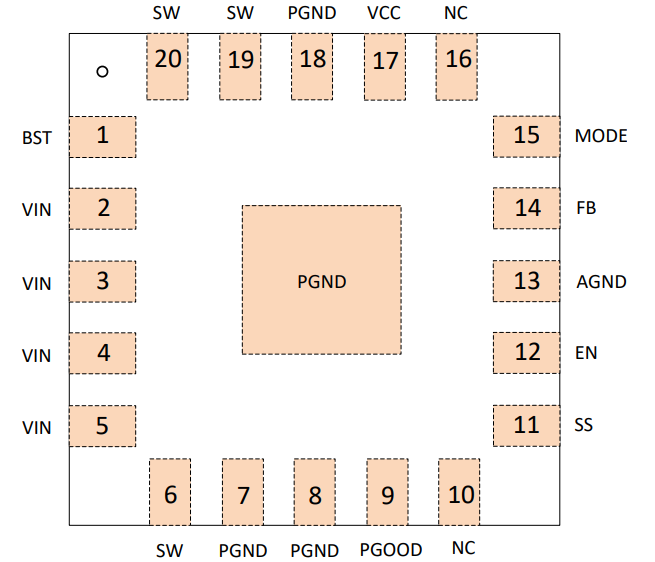 SW SW PGND VCC NC
20 19 18 17 16
BST 1 15 MODE
VIN 2 14 FB
VIN 3 PGND 13 AGND
VIN 4 12 EN
VIN 5 11 SS
6 7 8 9 10
SW PGND PGND PGOOD NC